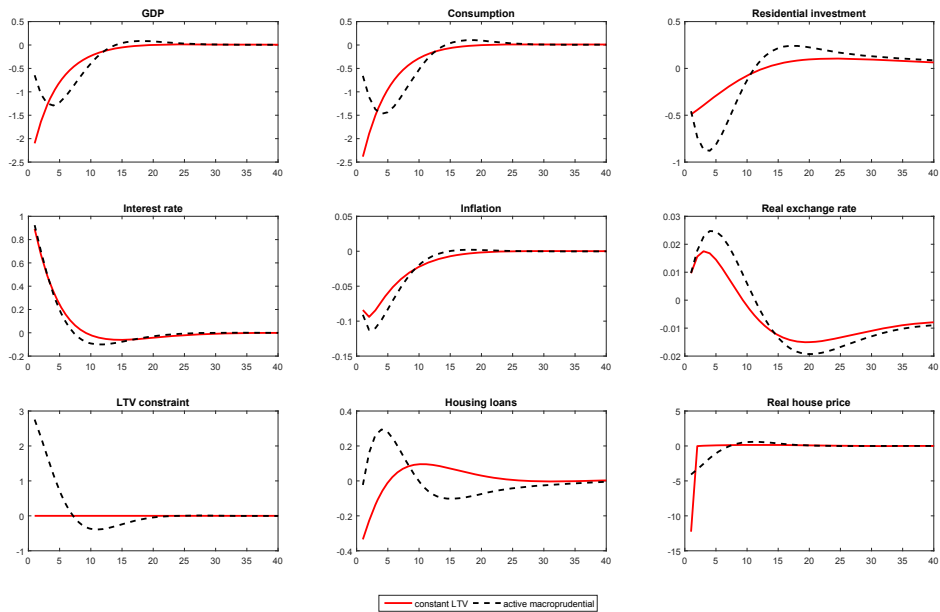 GDP
0.5
0
-0.5
-1
-1.5
-2
-2.5
0 5 10 15 20 25 30 35 40
Consumption
0.5
0
-0.5
-1
-1.5
-2
-2.5
0 5 10 15 20 25 30 35 40
Residential investment
0.5
0
-0.5
-1
0 5 10 15 20 25 30 35 40
Interest rate
1
0.8
0.6
0.4
0.2
0
-0.2
0 5 10 15 20 25 30 35 40
Inflation
0.05
0
-0.05
-0.1
-0.15
0 5 10 15 20 25 30 35 40
Real exchange rate
0.03
0.02
0.01
0
-0.01
-0.02
0 5 10 15 20 25 30 35 40
LTV constraint
3
2
1
0
-1
0 5 10 15 20 25 30 35 40
Housing loans
0.4
0.2
0
-0.2
-0.4
0 5 10 15 20 25 30 35 40
Real house price
5
0
-5
-10
-15
0 5 10 15 20 25 30 35 40
constant LTV active macroprudential